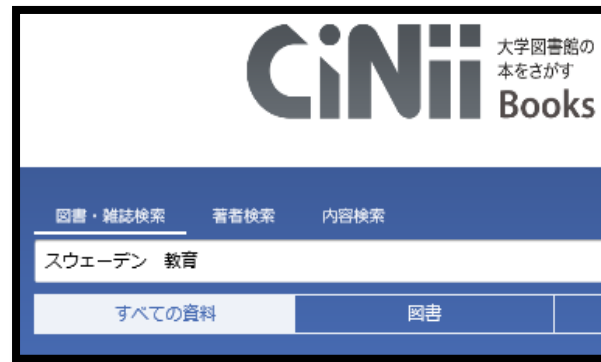 CiNii
大学図書館の
本をさがす
Books
図書・雑誌検索 著者検索 内容検索
スウェーデン 教育
すべての資料 図書